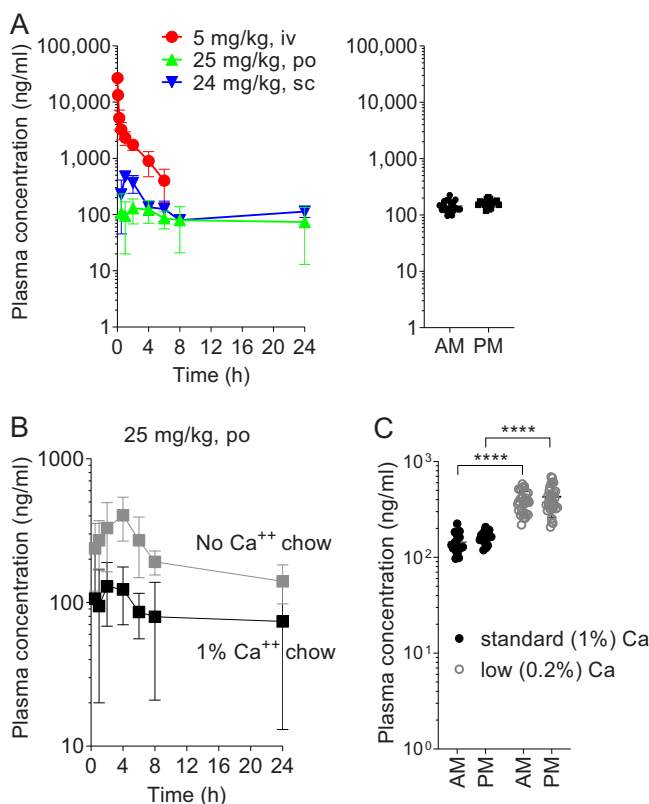 A
5 mg/kg, iv
25 mg/kg, po
24 mg/kg, sc
Plasma concentration (ng/ml)
100,000
10,000
1,000
100
10
1
0 4 8 12 16 20 24
Time (h)
Plasma concentration (ng/ml)
100,000
10,000
1,000
100
10
1
AM PM
B
25 mg/kg, po
Plasma concentration (ng/ml)
1000
100
10
No Ca++ chow
1% Ca++ chow
0 4 8 12 16 20 24
Time (h)
C
Plasma concentration (ng/ml)
10³
10²
10¹
10⁰
****
****
standard (1%) Ca
low (0.2%) Ca
AM PM AM PM